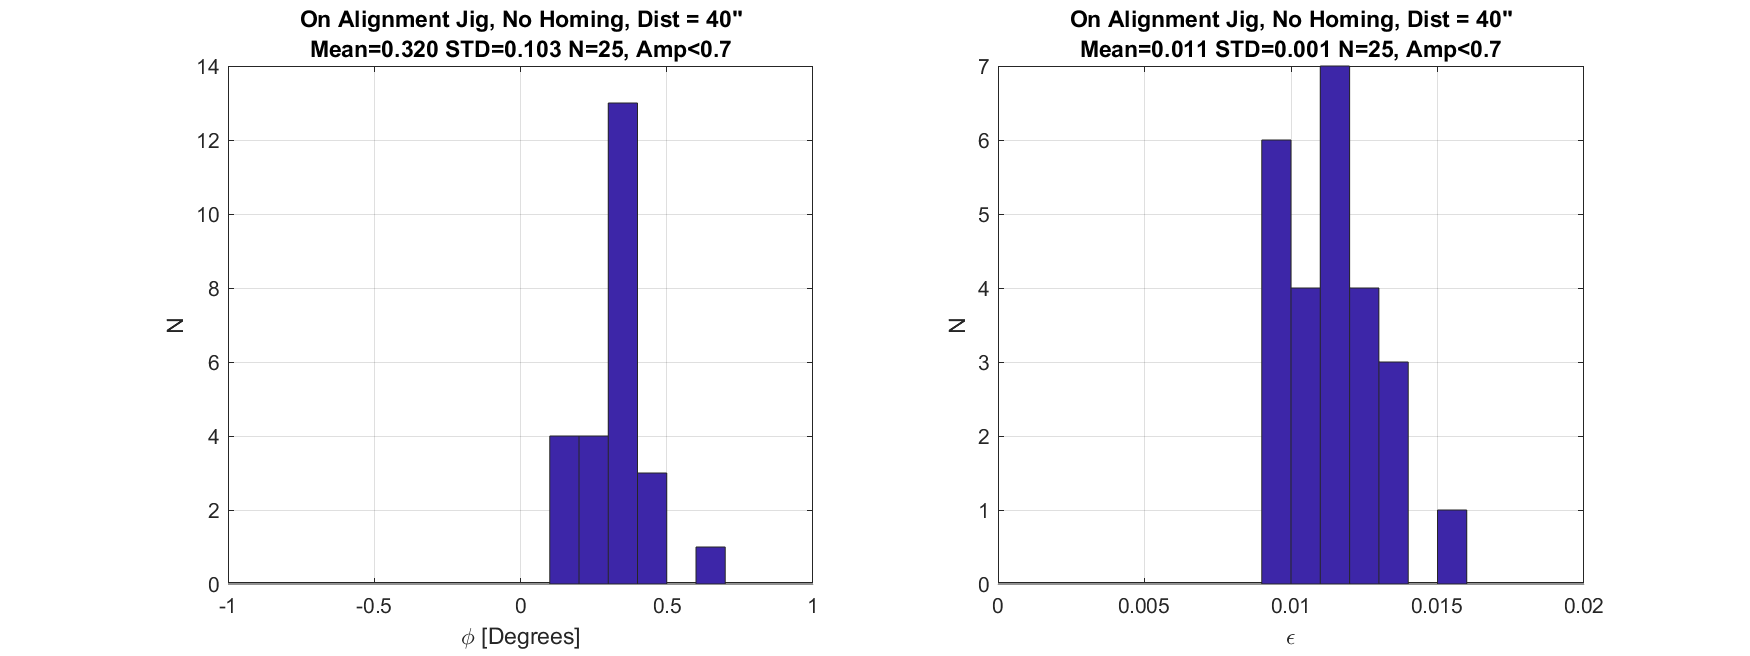 On Alignment Jig, No Homing, Dist = 40"
Mean=0.320 STD=0.103 N=25, Amp<0.7
14
12
10
8
6
4
2
0
N
-1 -0.5 0 0.5 1
ϕ [Degrees]
On Alignment Jig, No Homing, Dist = 40"
Mean=0.011 STD=0.001 N=25, Amp<0.7
7
6
5
4
3
2
1
0
N
0 0.005 0.01 0.015 0.02
ϵ